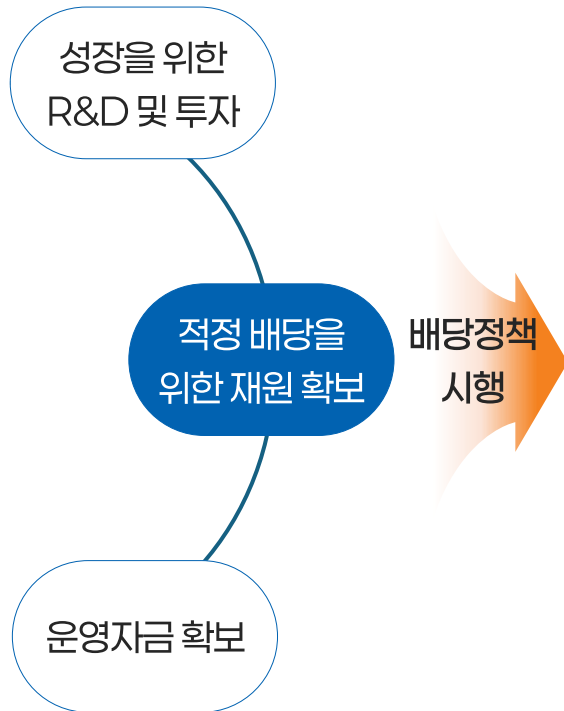 성장을 위한
R&D 및 투자
적정 배당을
위한 재원 확보
배당정책
시행
운영자금 확보